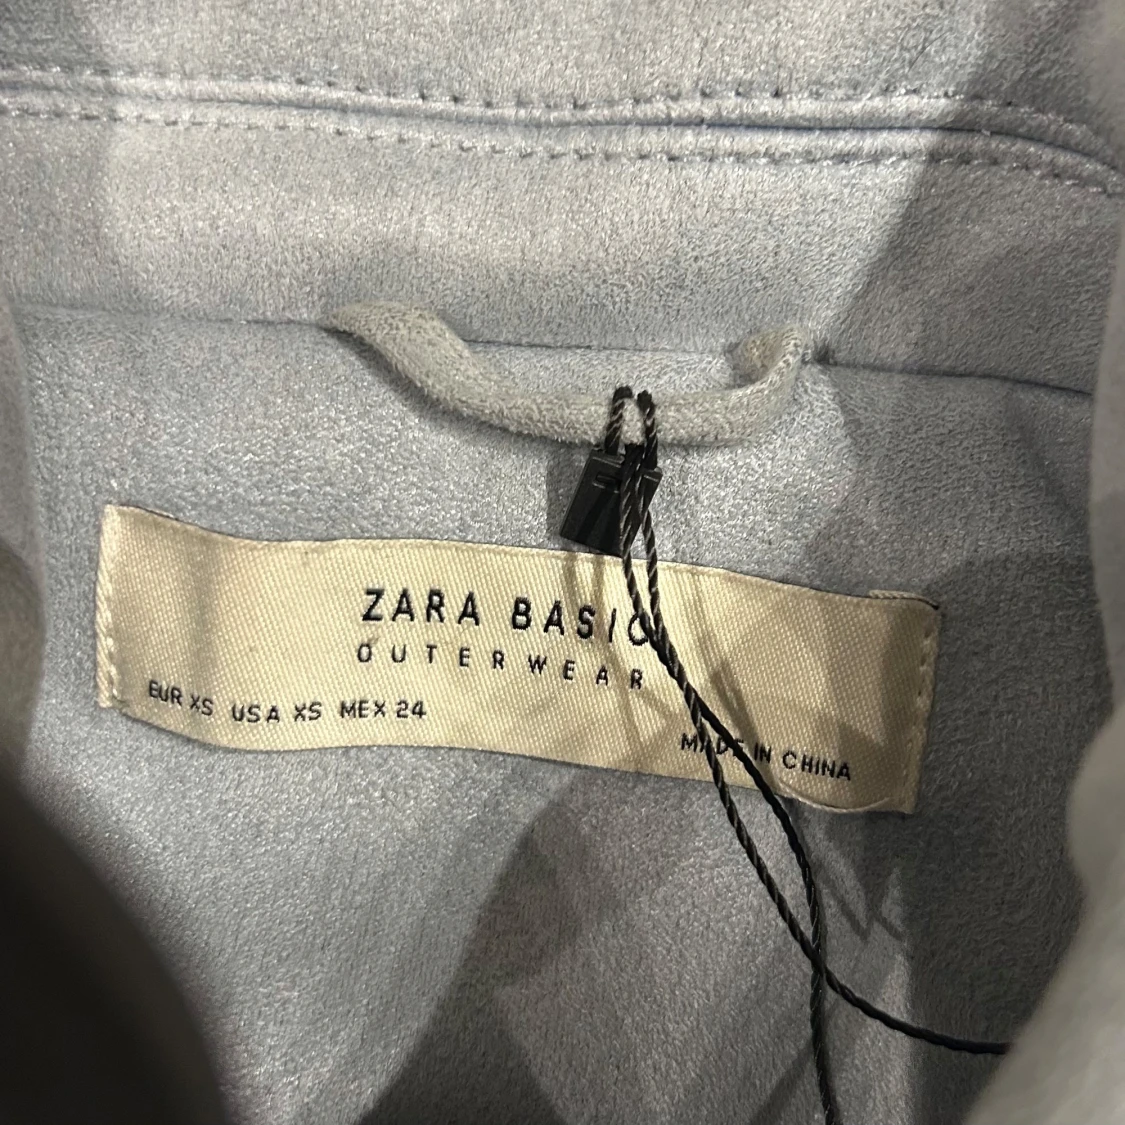 ZARA BASIC
OUTERWEAR
EUR XS USA XS MEX 24
MADE IN CHINA